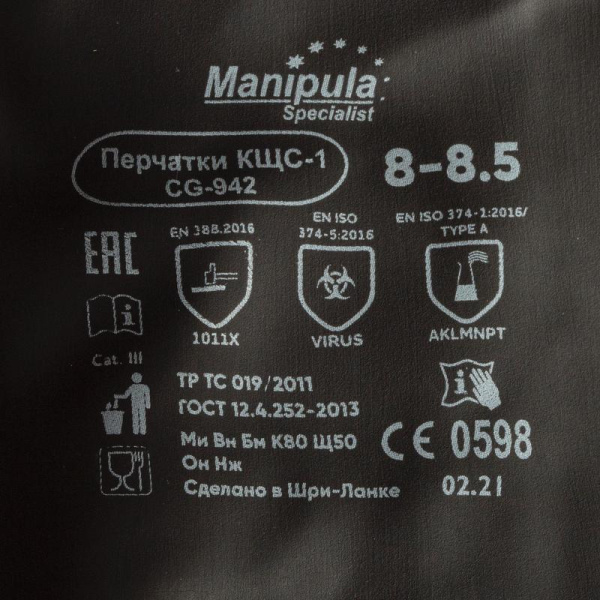 Manipula
Specialist
Перчатки КЩС-1
CG-942
8-8.5
EAC
EN 388.2016
1011X
EN ISO
374-5:2016
VIRUS
EN ISO 374-1:2016/
TYPE A
AKLMNPT
i
Cat. III
i
ТР ТС 019/2011
ГОСТ 12.4.252-2013
Ми Вн Бм К80 Щ50
Он Нж
Сделано в Шри-Ланке
CE 0598
02.21